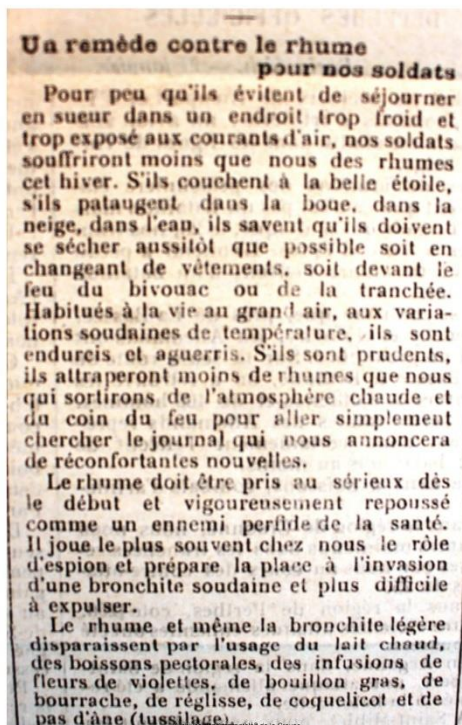 Un remède contre le rhume
pour nos soldats
Pour peu qu'ils évitent de séjourner
en sueur dans un endroit trop froid et
trop exposé aux courants d'air, nos soldats
souffriront moins que nous des rhumes
cet hiver. S'ils couchent à la belle étoile,
s'ils pataugent dans la boue, dans la
neige, dans l'eau, ils savent qu'ils doivent
se sécher aussitôt que possible soit en
changeant de vêtements, soit devant le
feu du bivouac ou de la tranchée.
Habitués à la vie au grand air, aux varia-
tions soudaines de température, ils sont
endurcis et aguerris. S'ils sont prudents,
ils attraperont moins de rhumes que nous
qui sortirons de l'atmosphère chaude et
du coin du feu pour aller simplement
chercher le journal qui nous annoncera
de réconfortantes nouvelles.
Le rhume doit être pris au sérieux dès
le début et vigoureusement repoussé
comme un ennemi perfide de la santé.
Il joue le plus souvent chez nous le rôle
d'espion et prépare la place à l'invasion
d'une bronchite soudaine et plus difficile
à expulser.
Le rhume et même la bronchite légère
disparaissent par l'usage du lait chaud,
des boissons pectorales, des infusions de
fleurs de violettes, de bouillon gras, de
bourrache, de réglisse, de coquelicot et de
pas d'âne (tussilage).